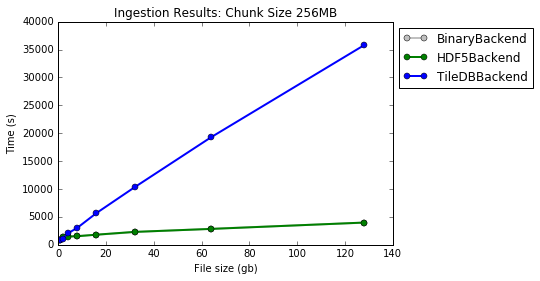 Ingestion Results: Chunk Size 256MB
40000
35000
30000
25000
20000
15000
10000
5000
0
Time (s)
0 20 40 60 80 100 120 140
File size (gb)
BinaryBackend
HDF5Backend
TileDBBackend